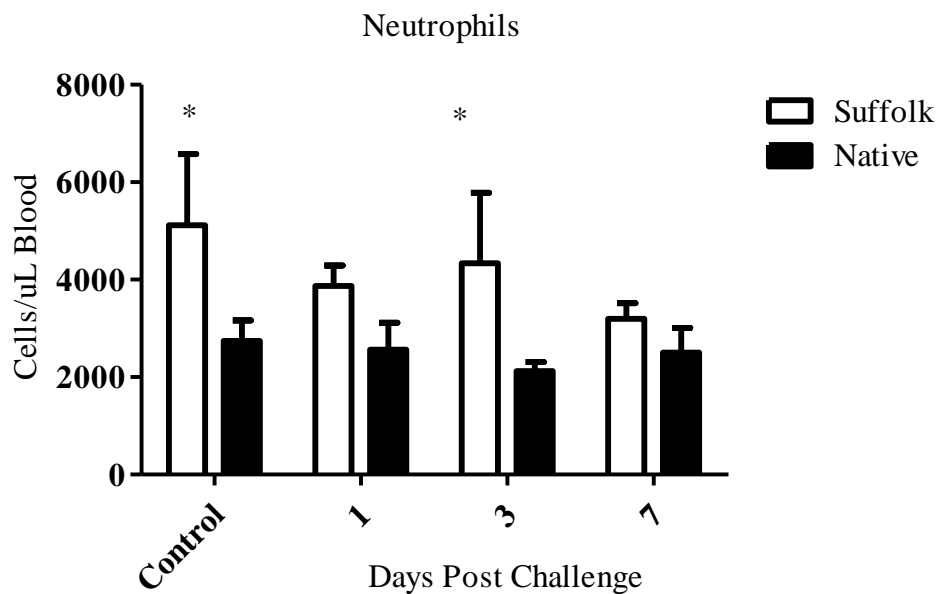 Neutrophils
8000
6000
4000
2000
0
Cells/uL Blood
*
*
Suffolk
Native
Control
1
3
7
Days Post Challenge